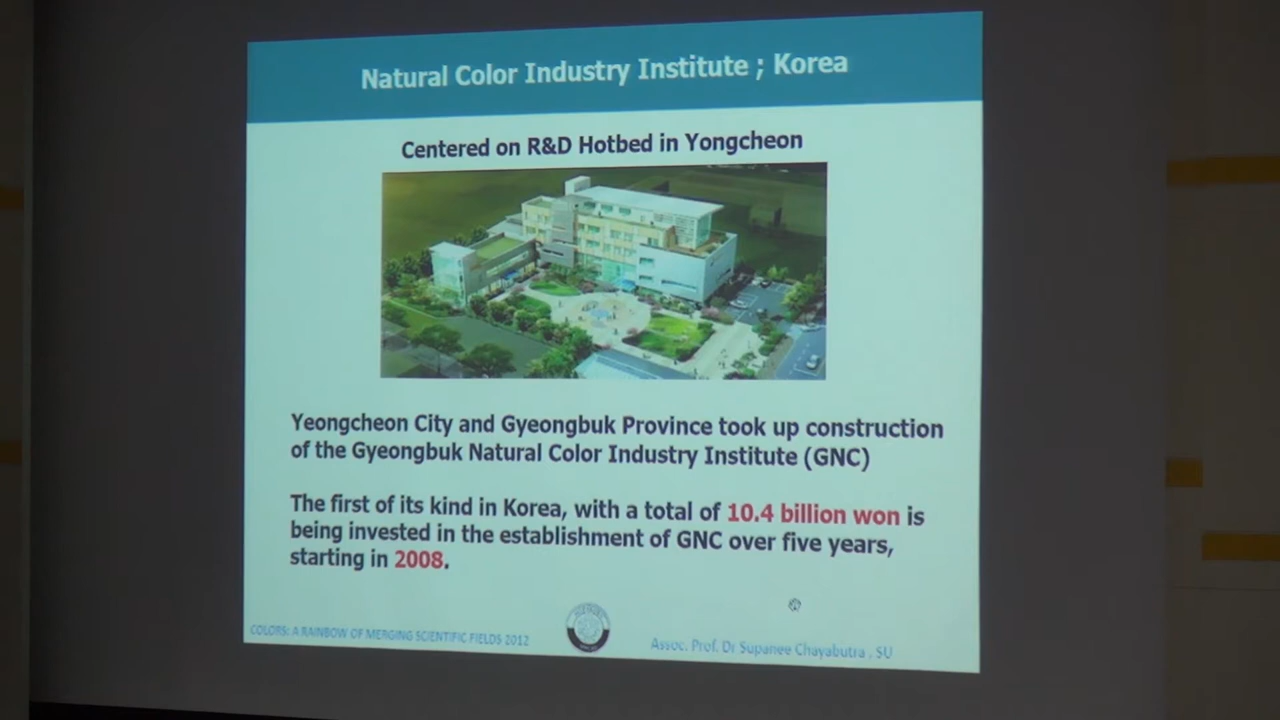 Natural Color Industry Institute ; Korea
Centered on R&D Hotbed in Yongcheon
Yeongcheon City and Gyeongbuk Province took up construction
of the Gyeongbuk Natural Color Industry Institute (GNC)
The first of its kind in Korea, with a total of 10.4 billion won is
being invested in the establishment of GNC over five years,
starting in 2008.
COLORS: A RAINBOW OF MERGING SCIENTIFIC FIELDS 2012
Assoc. Prof. Dr Supanee Chayabutra , SU